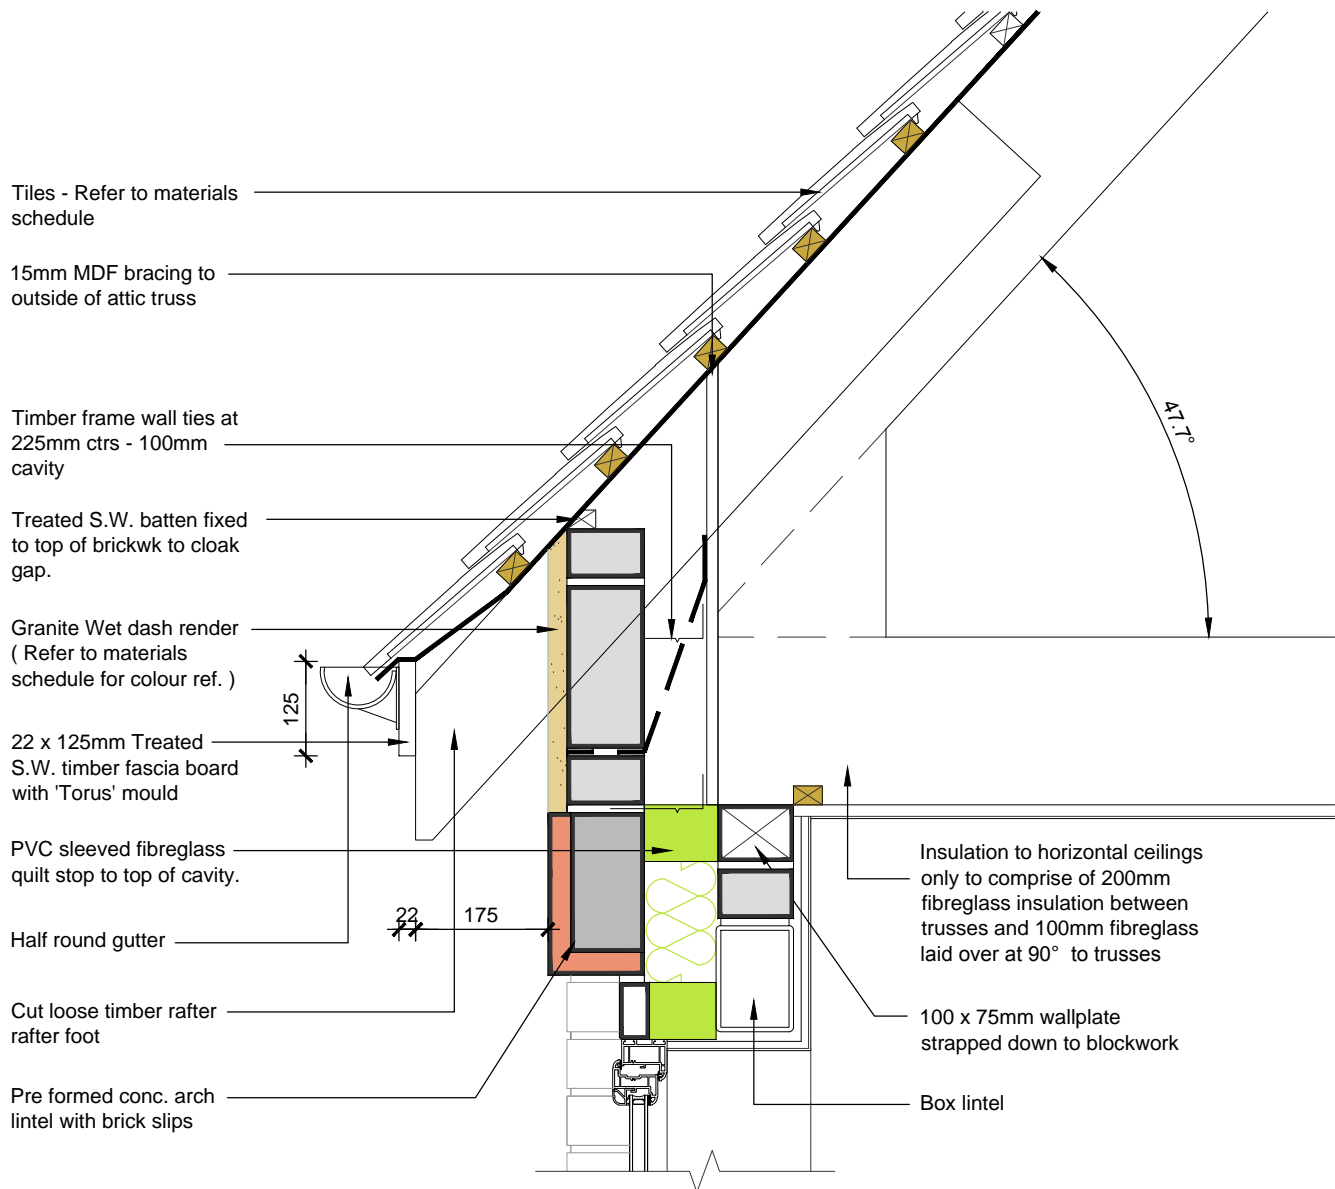 Tiles - Refer to materials
schedule
15mm MDF bracing to
outside of attic truss
Timber frame wall ties at
225mm ctrs - 100mm
cavity
Treated S.W. batten fixed
to top of brickwk to cloak
gap.
Granite Wet dash render
( Refer to materials
schedule for colour ref. )
22 x 125mm Treated
S.W. timber fascia board
with 'Torus' mould
PVC sleeved fibreglass
quilt stop to top of cavity.
Half round gutter
Cut loose timber rafter
rafter foot
Pre formed conc. arch
lintel with brick slips
125
22
175
47.7°
Insulation to horizontal ceilings
only to comprise of 200mm
fibreglass insulation between
trusses and 100mm fibreglass
laid over at 90° to trusses
100 x 75mm wallplate
strapped down to blockwork
Box lintel